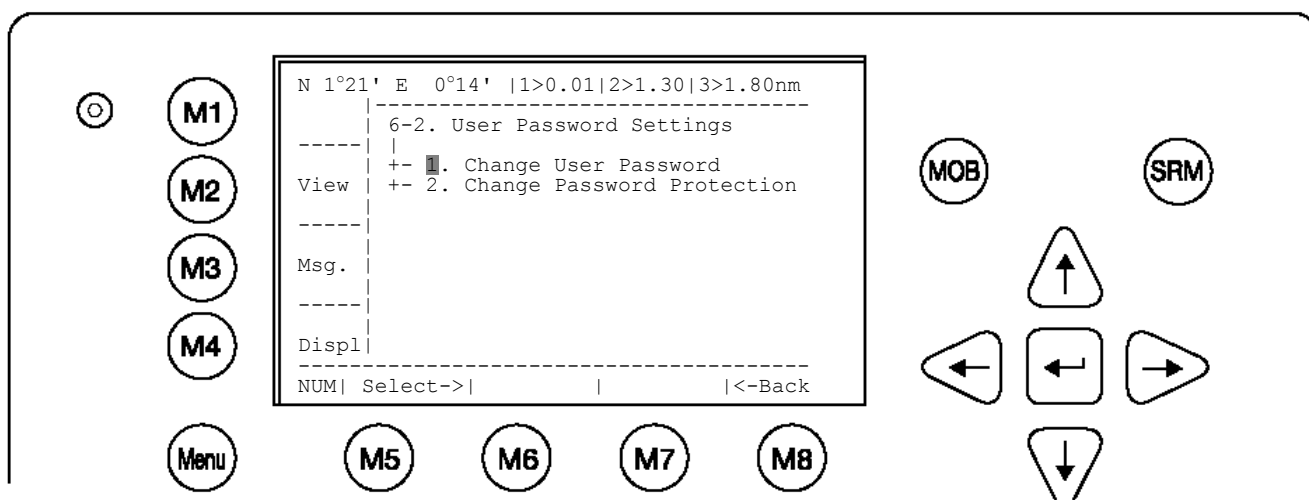 N 1°21' E 0°14' |1>0.01|2>1.30|3>1.80nm
M1
6-2. User Password Settings
+- 1. Change User Password
MOB
SRM
M2
View | +- 2. Change Password Protection
M3
Msg.
M4
Displ
NUM| Select->| | |<-Back
Menu
M5
M6
M7
M8